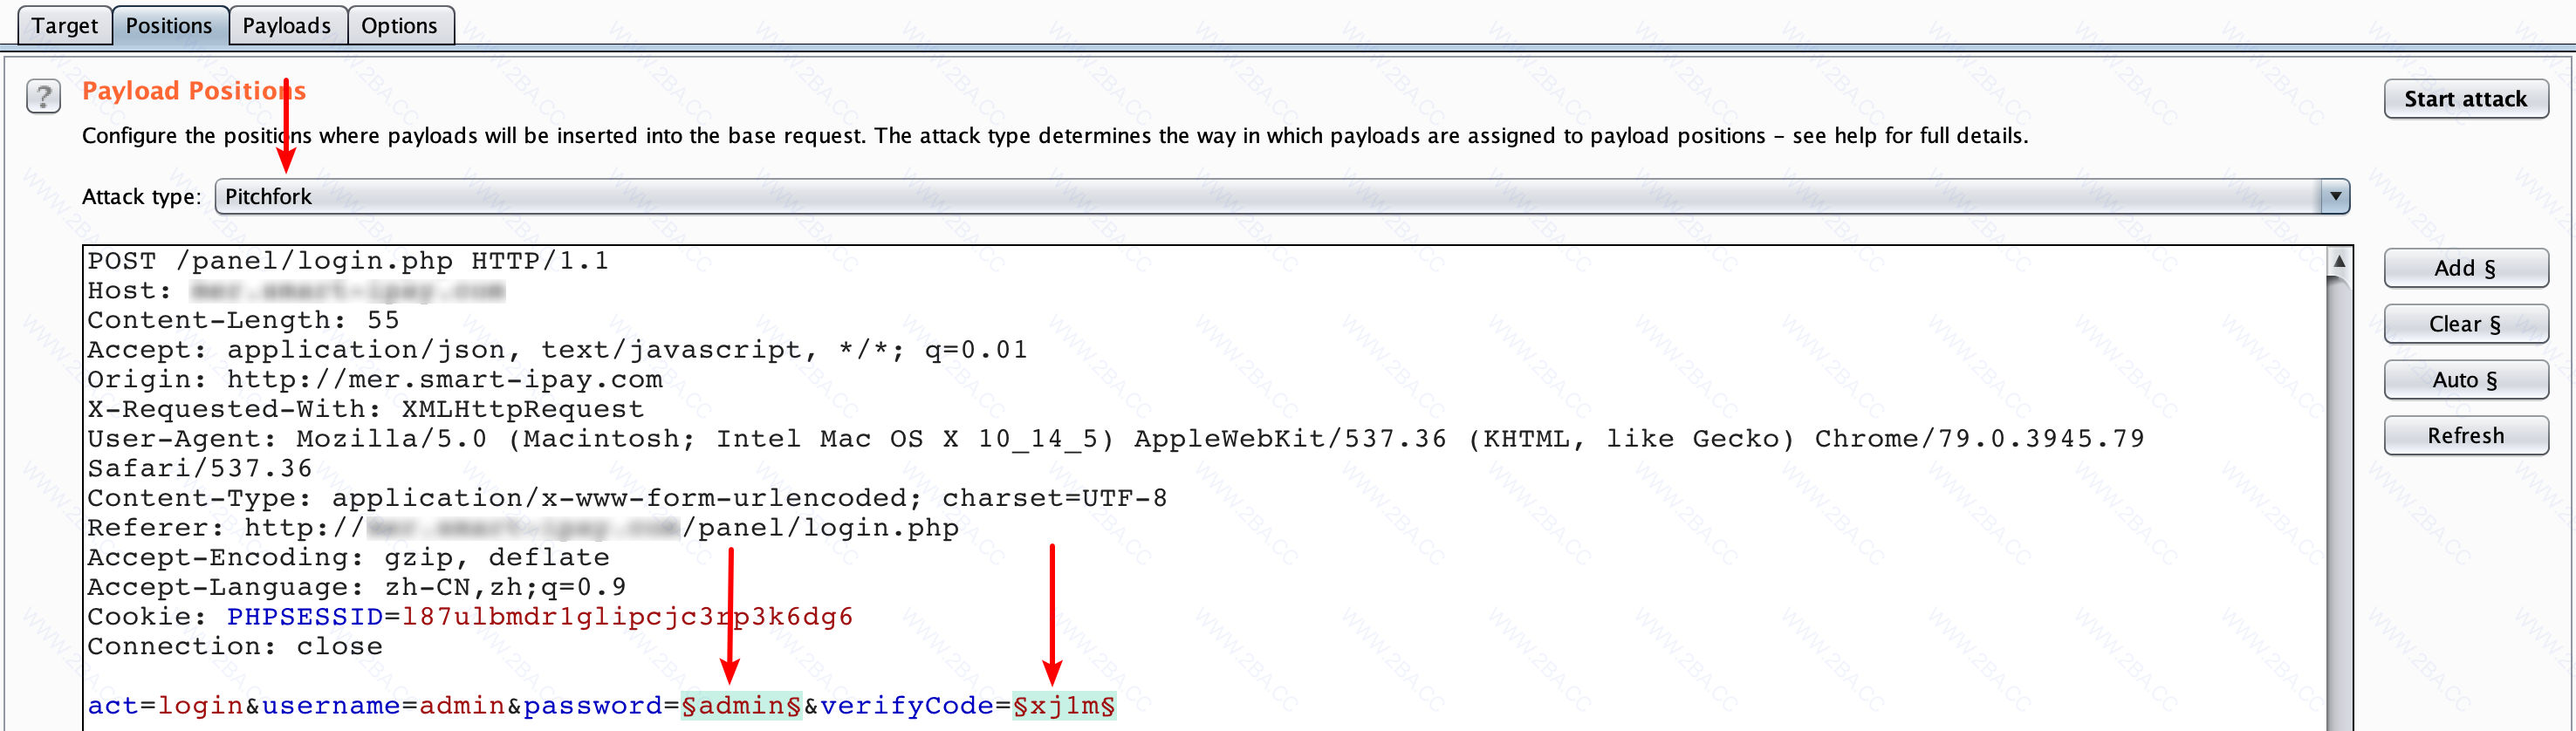 Target Positions Payloads Options
? Payload Positions
Start attack
Configure the positions where payloads will be inserted into the base request. The attack type determines the way in which payloads are assigned to payload positions – see help for full details.
Attack type: Pitchfork
POST /panel/login.php HTTP/1.1
Host:
Content-Length: 55
Accept: application/json, text/javascript, */*; q=0.01
Origin: http://mer.smart-ipay.com
X-Requested-With: XMLHttpRequest
User-Agent: Mozilla/5.0 (Macintosh; Intel Mac OS X 10_14_5) AppleWebKit/537.36 (KHTML, like Gecko) Chrome/79.0.3945.79
Safari/537.36
Content-Type: application/x-www-form-urlencoded; charset=UTF-8
Referer: http:///panel/login.php
Accept-Encoding: gzip, deflate
Accept-Language: zh-CN,zh;q=0.9
Cookie: PHPSESSID=l87ulbmdr1glipcjc3rp3k6dg6
Connection: close
act=login&username=admin&password=§admin§&verifyCode=§xj1m§
Add §
Clear §
Auto §
Refresh
WWW.2BA.CC